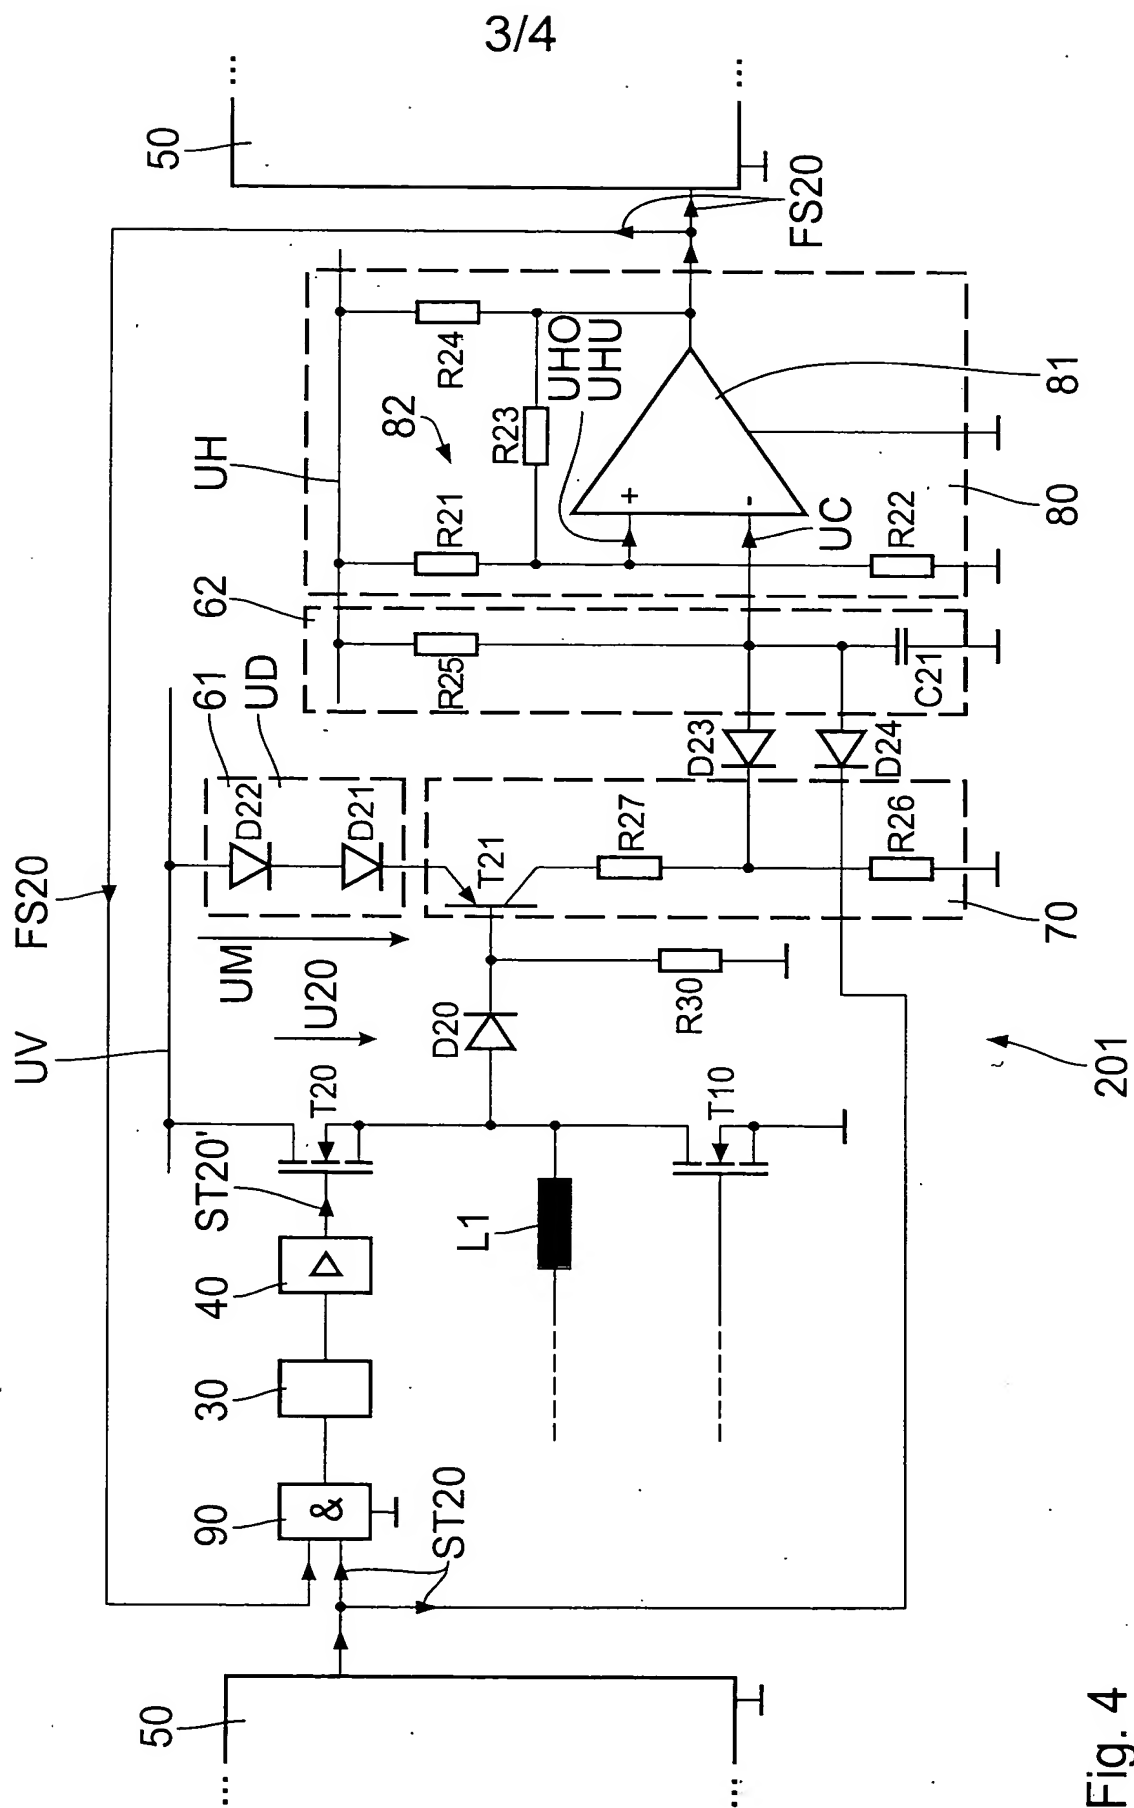 3/4
50
FS20
UV
UM
U20
61
UD
62
UH
82
D22
D21
R25
R21
R24
R23
UHO
UHU
+
-
UC
R22
81
80
FS20
T21
R27
D23
D24
C21
R26
70
D20
R30
T20
T10
ST20'
L1
40
30
90
&
ST20
50
201
Fig. 4